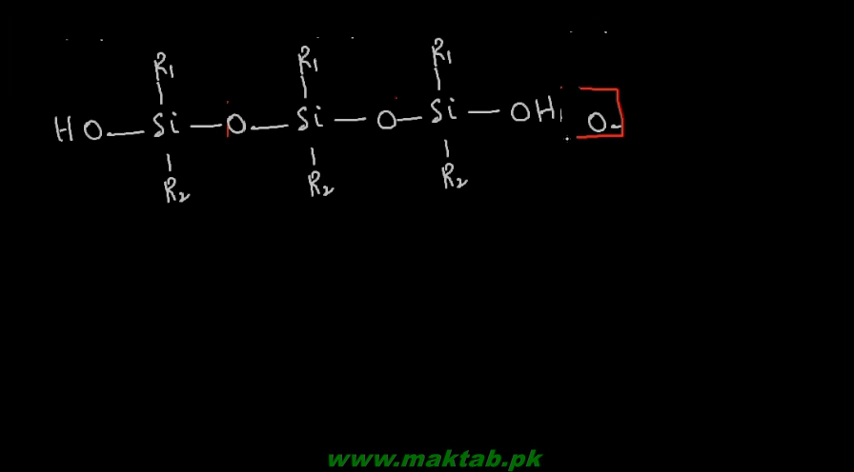 R₁ R₁ R₁
HO—Si—O—Si—O—Si—OH O
R₂ R₂ R₂
www.maktab.pk